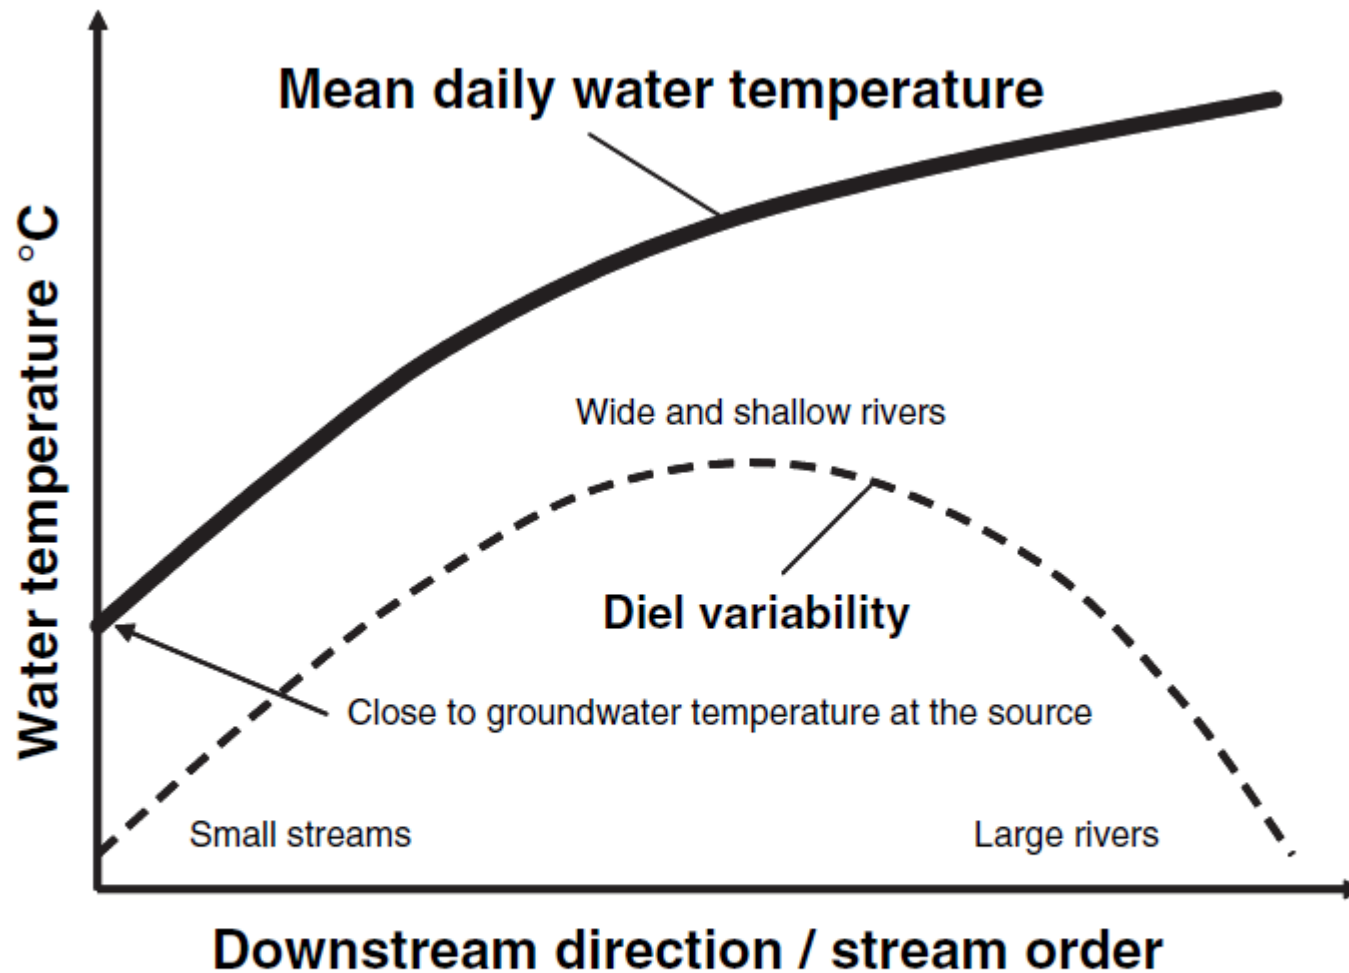 Mean daily water temperature
Water temperature °C
Wide and shallow rivers
Diel variability
Close to groundwater temperature at the source
Small streams
Large rivers
Downstream direction / stream order